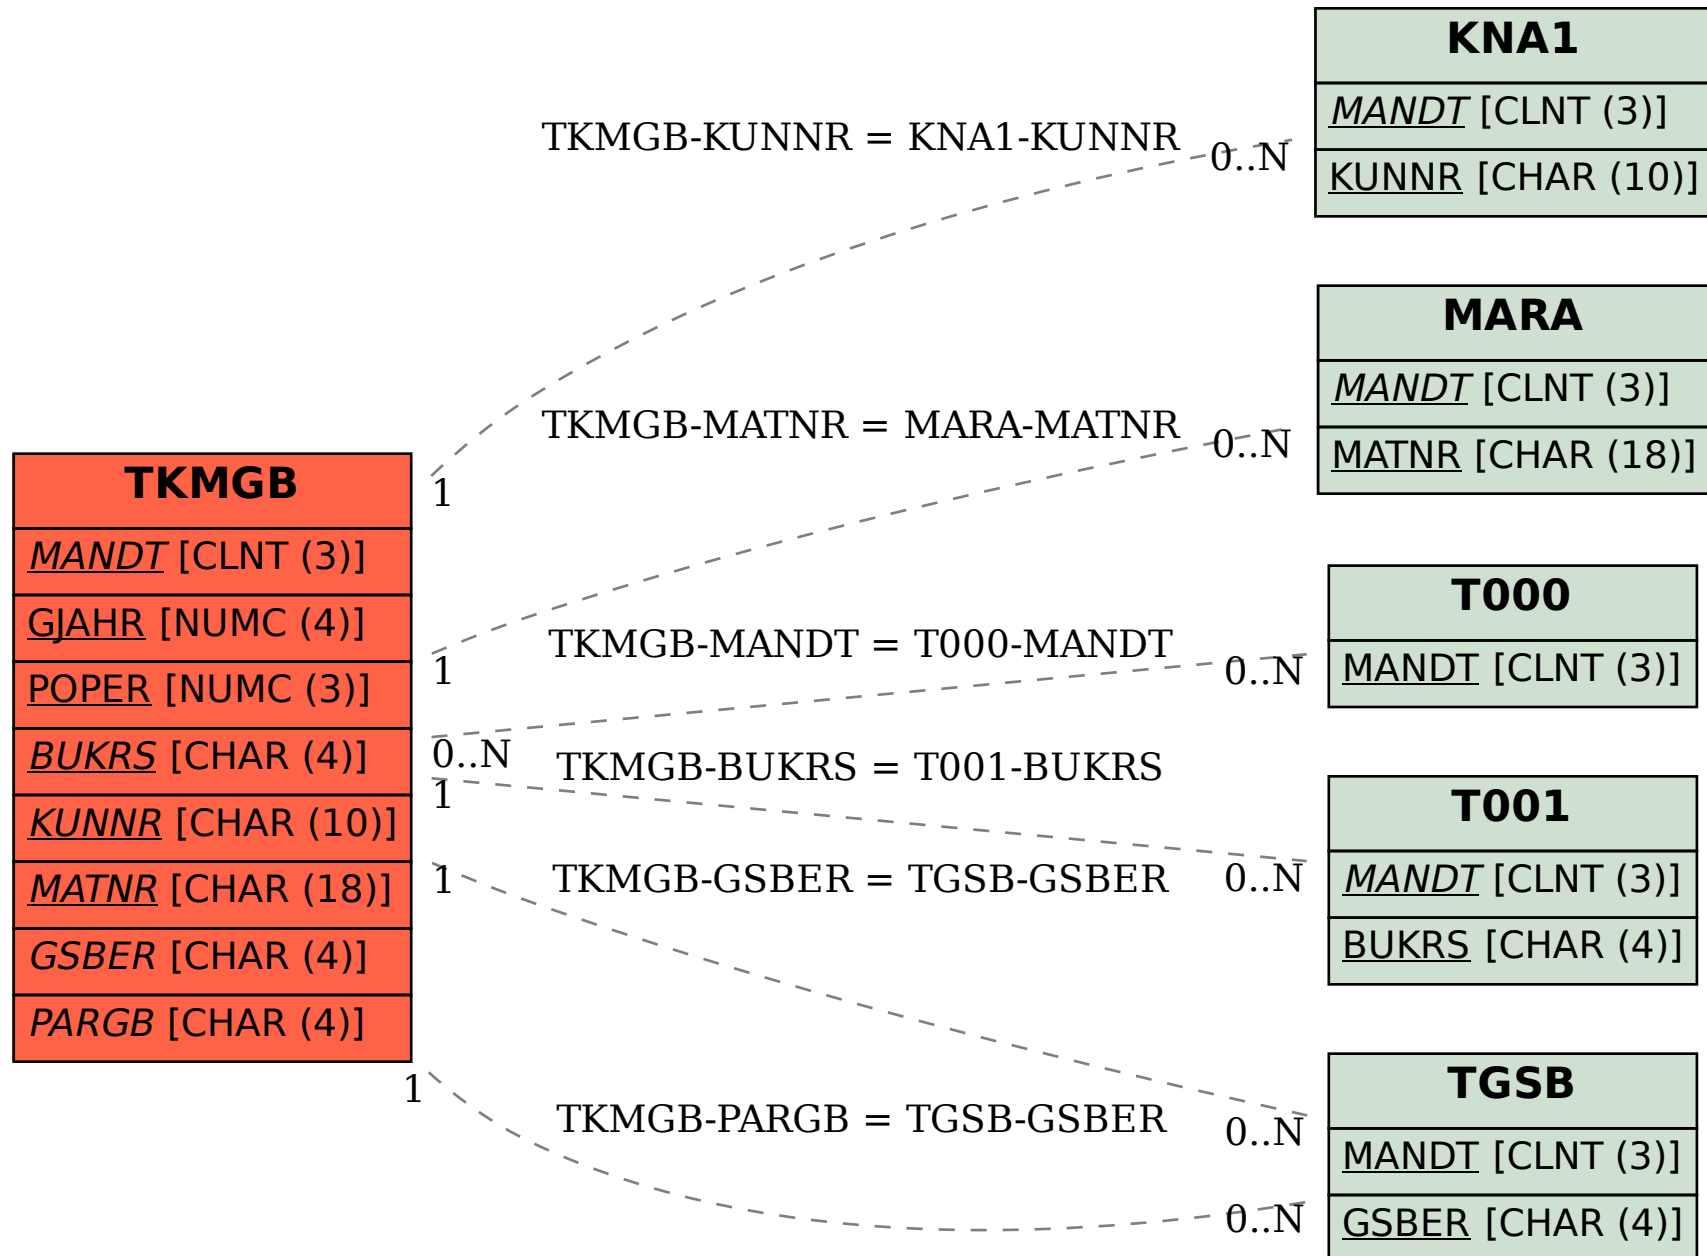 KNA1
MANDT [CLNT (3)]
KUNNR [CHAR (10)]
TKMGB-KUNNR = KNA1-KUNNR
0..N
1
MARA
MANDT [CLNT (3)]
MATNR [CHAR (18)]
TKMGB-MATNR = MARA-MATNR
0..N
1
TKMGB
MANDT [CLNT (3)]
GJAHR [NUMC (4)]
POPER [NUMC (3)]
BUKRS [CHAR (4)]
KUNNR [CHAR (10)]
MATNR [CHAR (18)]
GSBER [CHAR (4)]
PARGB [CHAR (4)]
T000
MANDT [CLNT (3)]
TKMGB-MANDT = T000-MANDT
0..N
0..N
T001
MANDT [CLNT (3)]
BUKRS [CHAR (4)]
TKMGB-BUKRS = T001-BUKRS
1
0..N
TKMGB-GSBER = TGSB-GSBER
1
0..N
TGSB
MANDT [CLNT (3)]
GSBER [CHAR (4)]
TKMGB-PARGB = TGSB-GSBER
1
0..N